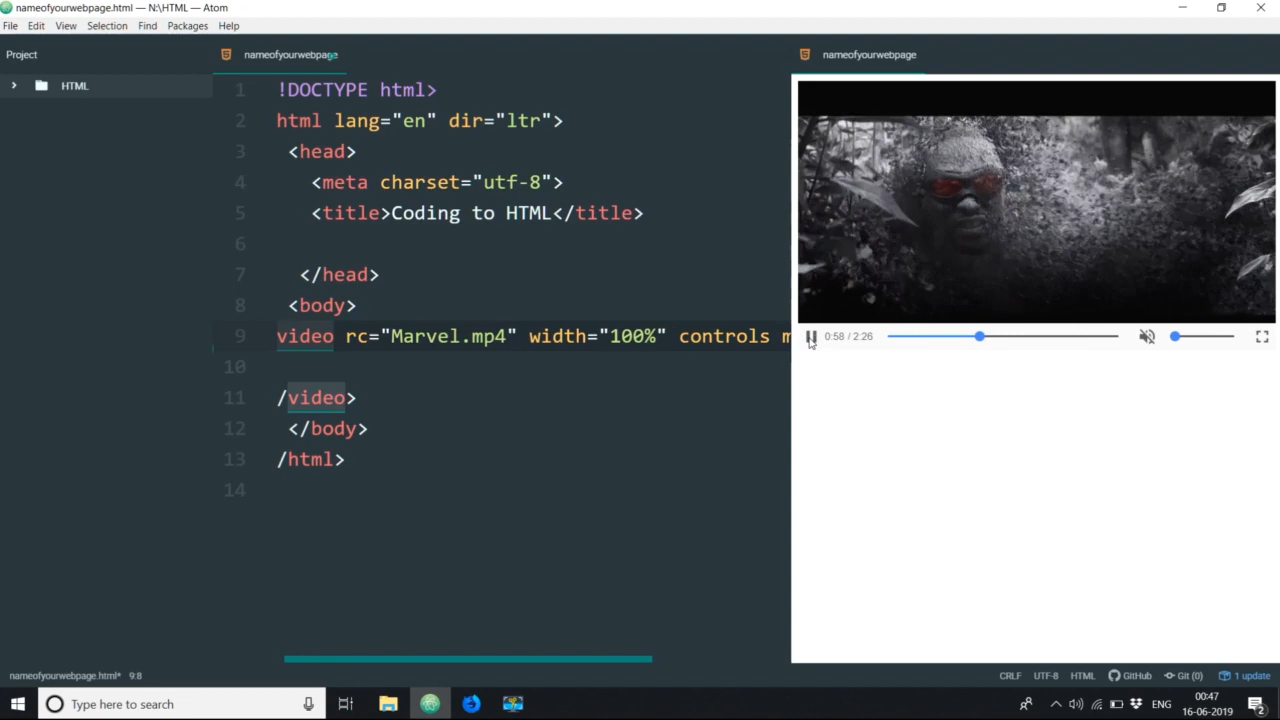 nameofyourwebpage.html — N:\HTML — Atom
File Edit View Selection Find Packages Help
Project
nameofyourwebpage
nameofyourwebpage
HTML
1 !DOCTYPE html>
2 html lang="en" dir="ltr">
3 <head>
4 <meta charset="utf-8">
5 <title>Coding to HTML</title>
6
7 </head>
8 <body>
9 video rc="Marvel.mp4" width="100%" controls m
10
11 /video>
12 </body>
13 /html>
14
0:58 / 2:26
nameofyourwebpage.html* 9:8
CRLF UTF-8 HTML GitHub Git (0) 1 update
Type here to search
ENG
00:47
16-06-2019
2